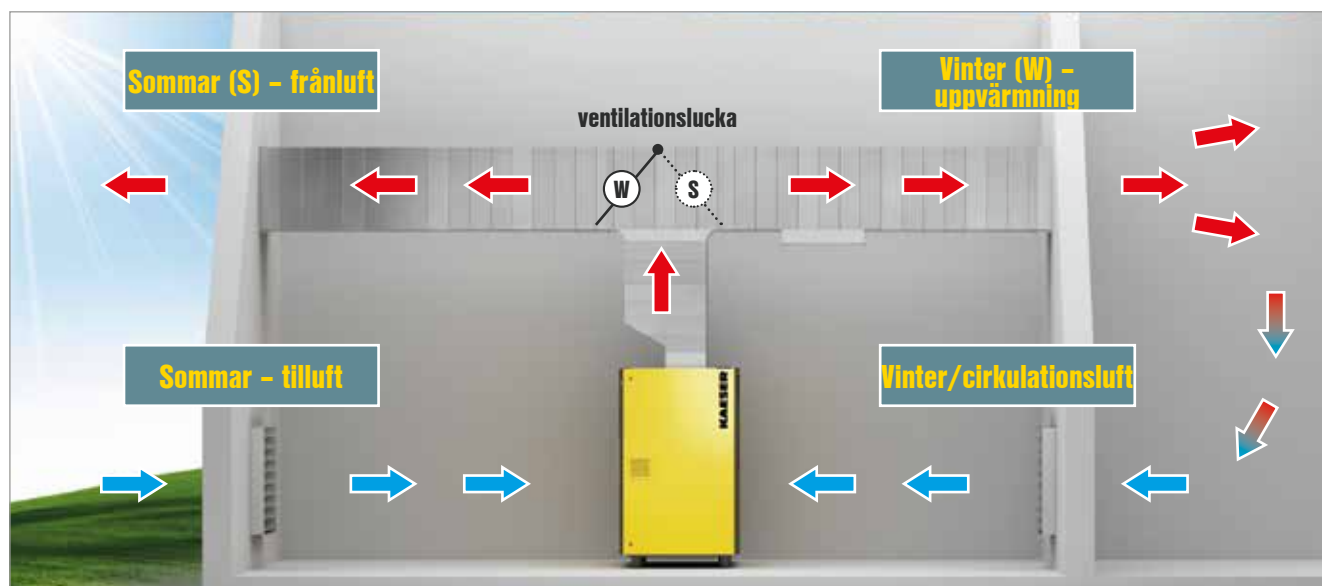 Sommar (S) – frånluft
Vinter (W) –
uppvärmning
ventilationslucka
W
S
Sommar – tilluft
Vinter/cirkulationsluft
KAESER